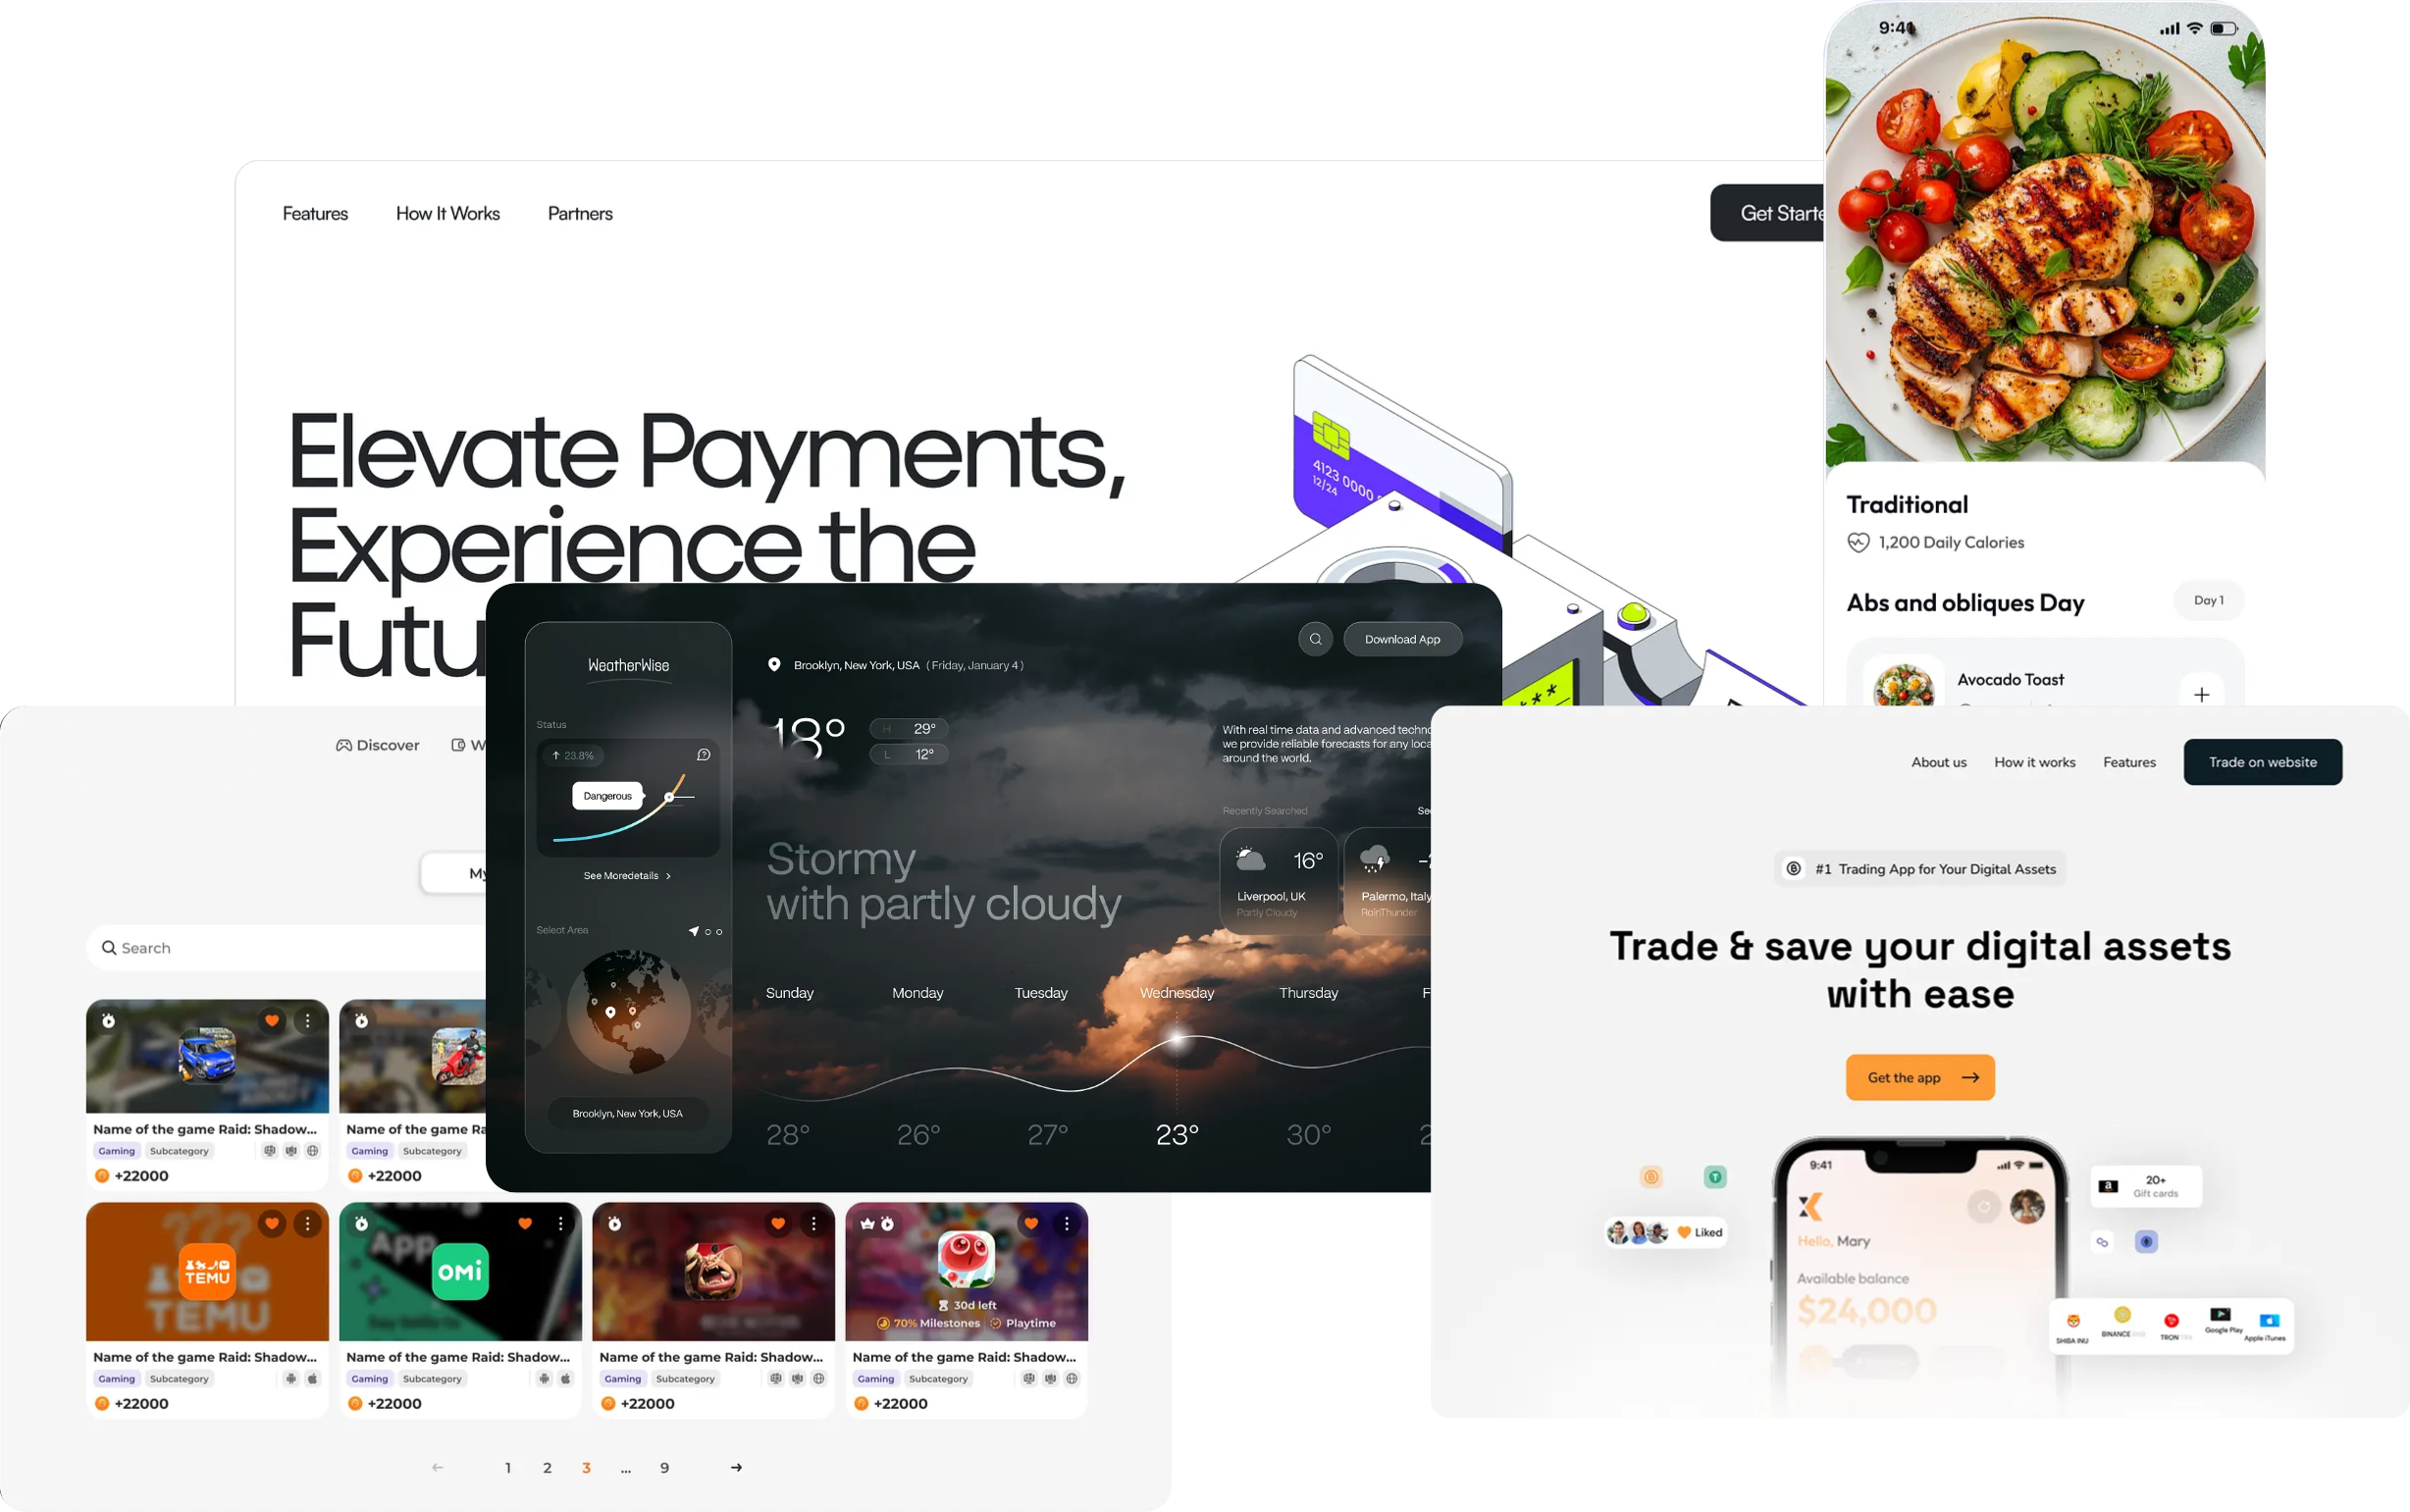 9:41
Features
How It Works
Partners
Elevate Payments,
Experience the
4123 0000
12/24
Traditional
1,200 Daily Calories
Abs and obliques Day
Day 1
Avocado Toast
Discover
Search
Name of the game Raid: Shadow...
Gaming
Subcategory
+22000
Name of the game
Gaming
Subcategory
+22000
TEMU
TEMU
Name of the game Raid: Shadow...
Gaming
Subcategory
+22000
App
OMi
Name of the game Raid: Shadow...
Gaming
Subcategory
+22000
Name of the game Raid: Shadow...
Gaming
Subcategory
+22000
30d left
70% Milestones
Playtime
Name of the game Raid: Shadow...
Gaming
Subcategory
+22000
1 2 3 ... 9
WeatherWise
Status
23.8%
Dangerous
See Moredetails
Select Area
Brooklyn, New York, USA
Brooklyn, New York, USA (Friday, January 4)
Download App
18°
H 29°
L 12°
With real time data and advanced
we provide reliable forecasts for any
around the world.
Recently Searched
16°
Liverpool, UK
Partly Cloudy
Palermo, Italy
RainThunder
Stormy
with partly cloudy
Sunday
Monday
Tuesday
Wednesday
Thursday
28°
26°
27°
23°
30°
About us
How it works
Features
Trade on website
#1 Trading App for Your Digital Assets
Trade & save your digital assets
with ease
Get the app
9:41
Hello, Mary
Available balance
$24,000
Liked
20+
Gift cards
SHIBA INU
BINANCE
TRON
Google Play
Apple iTunes